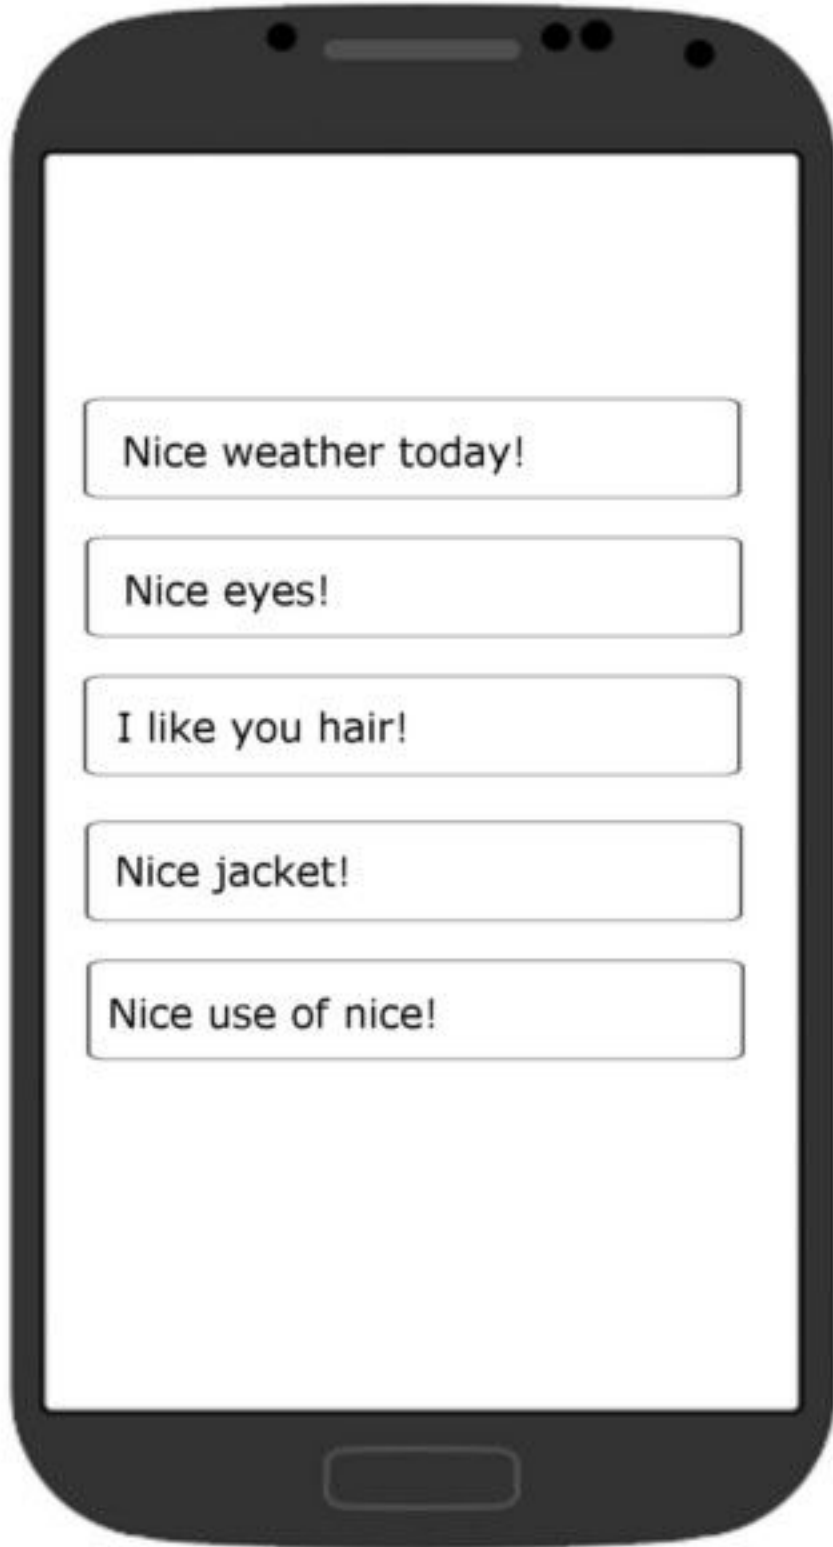 Nice weather today!
Nice eyes!
I like you hair!
Nice jacket!
Nice use of nice!